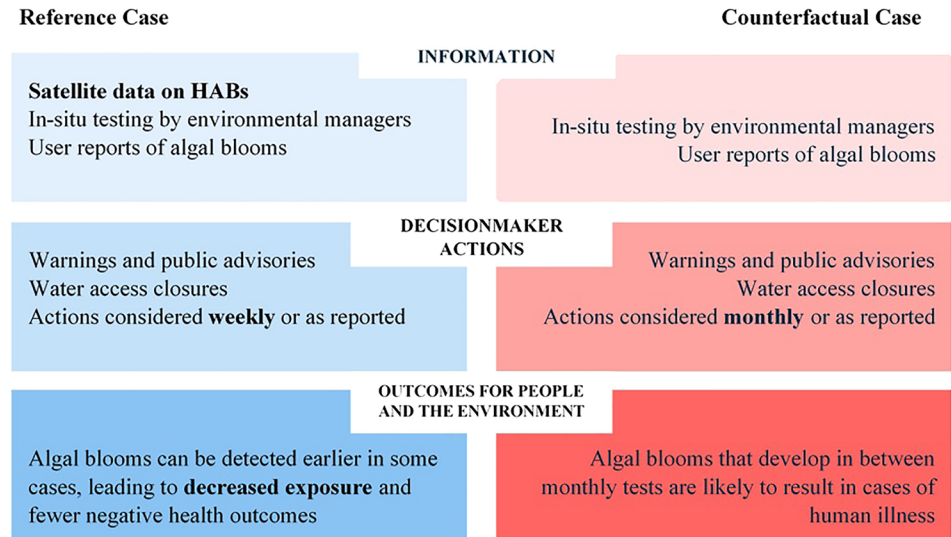 Reference Case
Counterfactual Case
INFORMATION
Satellite data on HABs
In-situ testing by environmental managers
User reports of algal blooms
In-situ testing by environmental managers
User reports of algal blooms
DECISIONMAKER
ACTIONS
Warnings and public advisories
Water access closures
Actions considered weekly or as reported
Warnings and public advisories
Water access closures
Actions considered monthly or as reported
OUTCOMES FOR PEOPLE
AND THE ENVIRONMENT
Algal blooms can be detected earlier in some
cases, leading to decreased exposure and
fewer negative health outcomes
Algal blooms that develop in between
monthly tests are likely to result in cases of
human illness